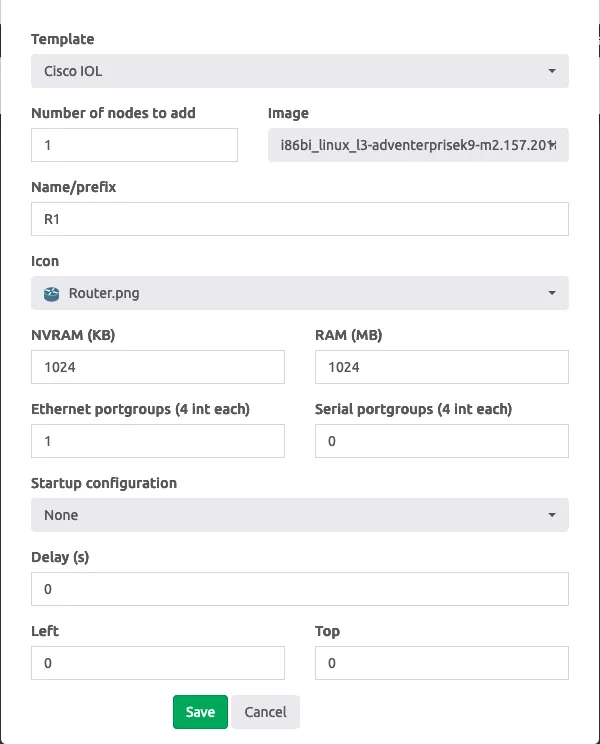 Template
Cisco IOL
Number of nodes to add
Image
1
i86bi_linux_l3-adventerprisek9-m2.157.201
Name/prefix
R1
Icon
Router.png
NVRAM (KB)
RAM (MB)
1024
1024
Ethernet portgroups (4 int each)
Serial portgroups (4 int each)
1
0
Startup configuration
None
Delay (s)
0
Left
Top
0
0
Save
Cancel